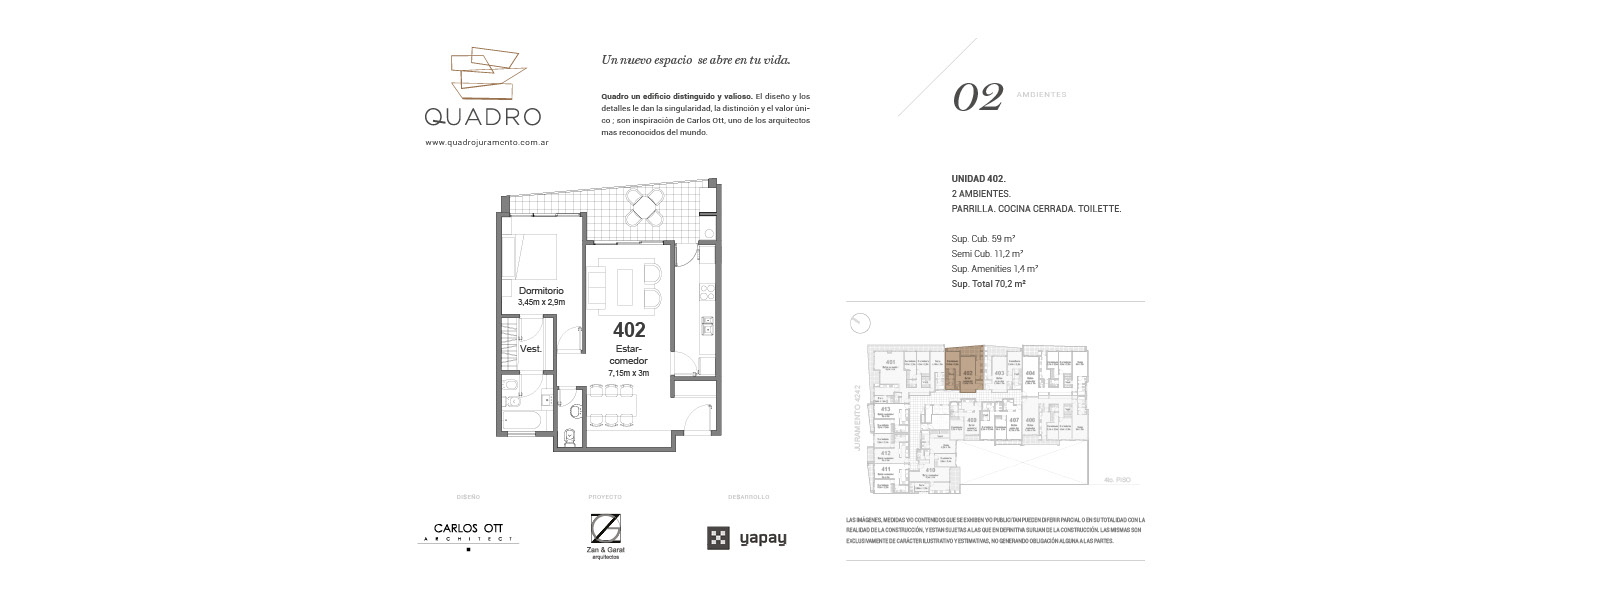 QUADRO
www.quadrojuramento.com.ar
Un nuevo espacio se abre en tu vida.
Quadro un edificio distinguido y valioso. El diseño y los
detalles le dan la singularidad, la distinción y el valor úni-
co ; son inspiración de Carlos Ott, uno de los arquitectos
mas reconocidos del mundo.
02
AMBIENTES
UNIDAD 402.
2 AMBIENTES.
PARRILLA. COCINA CERRADA. TOILETTE.
Sup. Cub. 59 m²
Semi Cub. 11,2 m²
Sup. Amenities 1,4 m²
Sup. Total 70,2 m²
Dormitorio
3,45m x 2,9m
Vest.
402
Estar-
comedor
7,15m x 3m
JURAMENTO 4242
401
402
403
404
413
412
411
410
409
407
406
4to. PISO
DISEÑO
CARLOS OTT
ARCHITECT
PROYECTO
Zan & Garat
arquitectos
DESARROLLO
yapay
LAS IMÁGENES, MEDIDAS Y/O CONTENIDOS QUE SE EXHIBEN Y/O PUBLICITAN PUEDEN DIFERIR PARCIAL O EN SU TOTALIDAD CON LA
REALIDAD DE LA CONSTRUCCIÓN, Y ESTAN SUJETAS A LAS QUE EN DEFINITIVA SURJAN DE LA CONSTRUCCIÓN. LAS MISMAS SON
EXCLUSIVAMENTE DE CARÁCTER ILUSTRATIVO Y ESTIMATIVAS, NO GENERANDO OBLIGACIÓN ALGUNA A LAS PARTES.